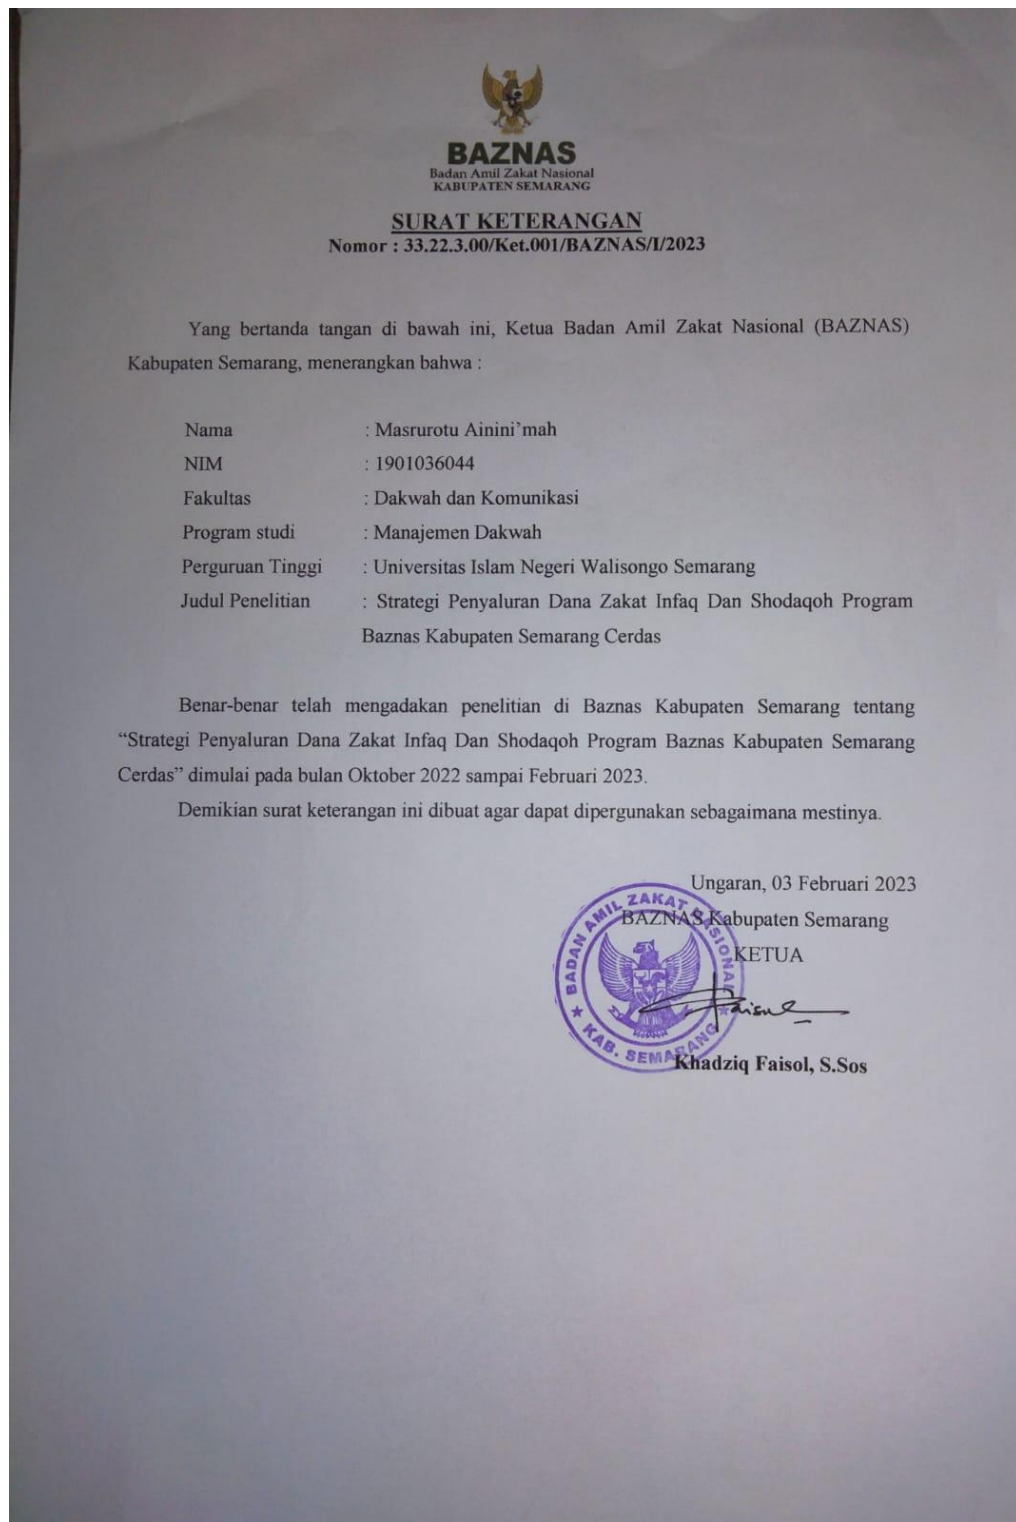 BAZNAS
Badan Amil Zakat Nasional
KABUPATEN SEMARANG
SURAT KETERANGAN
Nomor : 33.22.3.00/Ket.001/BAZNAS/I/2023
Yang bertanda tangan di bawah ini, Ketua Badan Amil Zakat Nasional (BAZNAS)
Kabupaten Semarang, menerangkan bahwa :
Nama : Masrurotu Ainini’mah
NIM : 1901036044
Fakultas : Dakwah dan Komunikasi
Program studi : Manajemen Dakwah
Perguruan Tinggi : Universitas Islam Negeri Walisongo Semarang
Judul Penelitian : Strategi Penyaluran Dana Zakat Infaq Dan Shodaqoh Program
Baznas Kabupaten Semarang Cerdas
Benar-benar telah mengadakan penelitian di Baznas Kabupaten Semarang tentang
“Strategi Penyaluran Dana Zakat Infaq Dan Shodaqoh Program Baznas Kabupaten Semarang
Cerdas” dimulai pada bulan Oktober 2022 sampai Februari 2023.
Demikian surat keterangan ini dibuat agar dapat dipergunakan sebagaimana mestinya.
Ungaran, 03 Februari 2023
BAZNAS Kabupaten Semarang
KETUA
BADAN AMIL ZAKAT NASIONAL
KAB. SEMARANG
Faisol
Khadziq Faisol, S.Sos